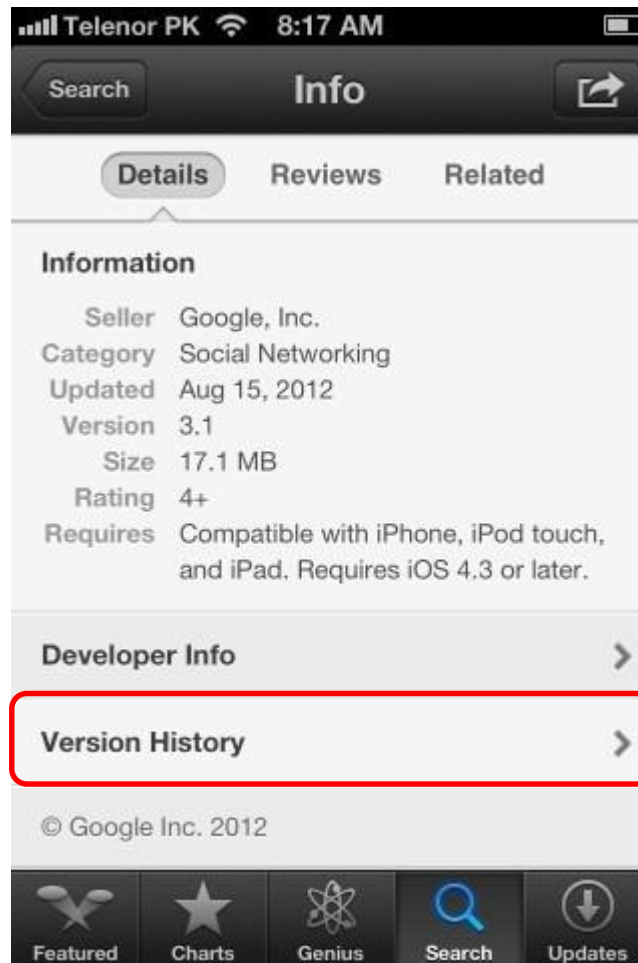 Telenor PK 8:17 AM
Search Info
Details Reviews Related
Information
Seller Google, Inc.
Category Social Networking
Updated Aug 15, 2012
Version 3.1
Size 17.1 MB
Rating 4+
Requires Compatible with iPhone, iPod touch,
and iPad. Requires iOS 4.3 or later.
Developer Info
Version History
© Google Inc. 2012
Featured Charts Genius Search Updates